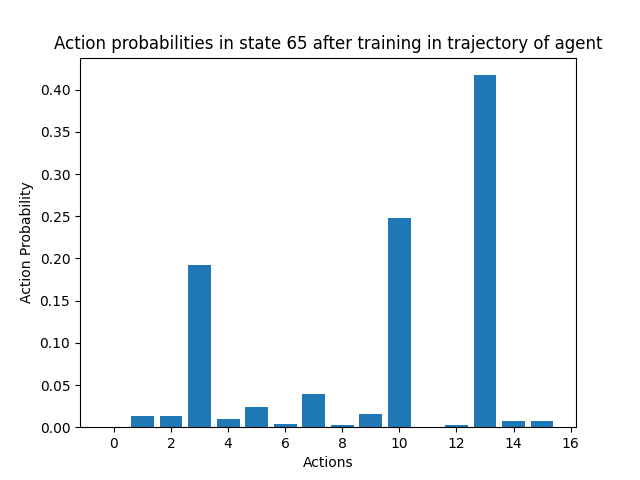 Action probabilities in state 65 after training in trajectory of agent
0.40
0.35
0.30
0.25
0.20
0.15
0.10
0.05
0.00
Action Probability
0 2 4 6 8 10 12 14 16
Actions